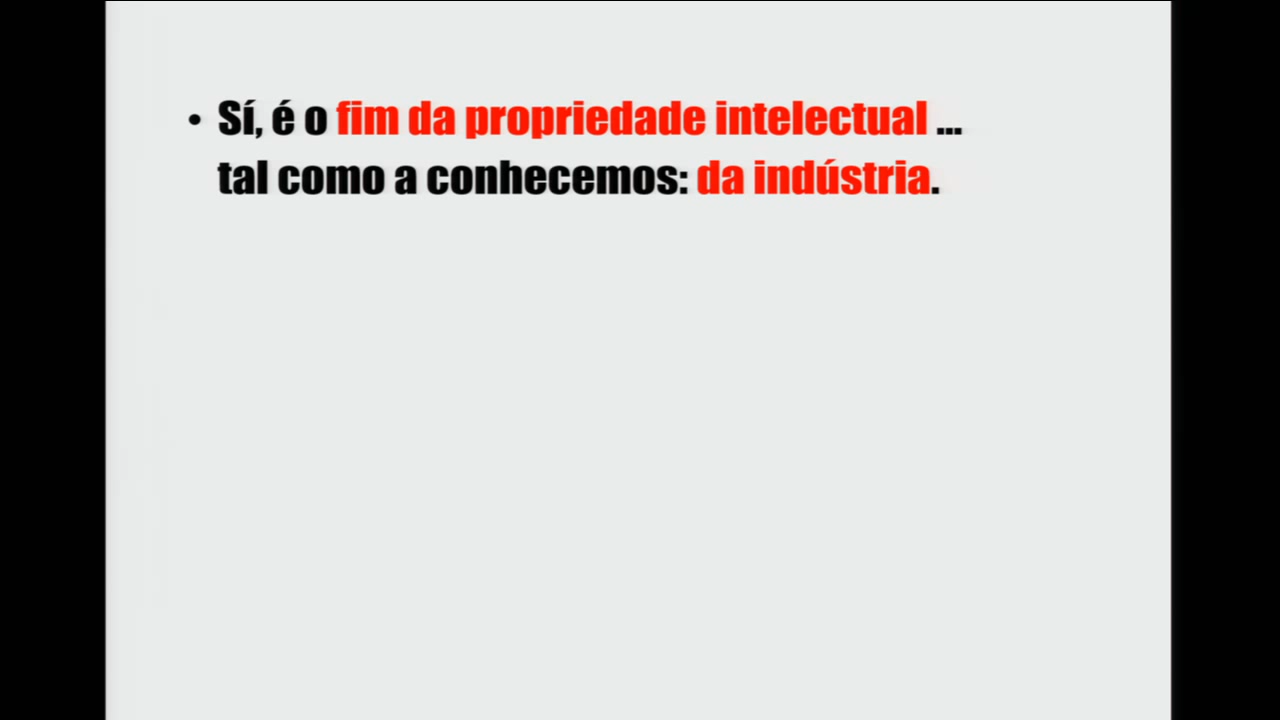 • Sí, é o fim da propriedade intelectual ...
tal como a conhecemos: da indústria.